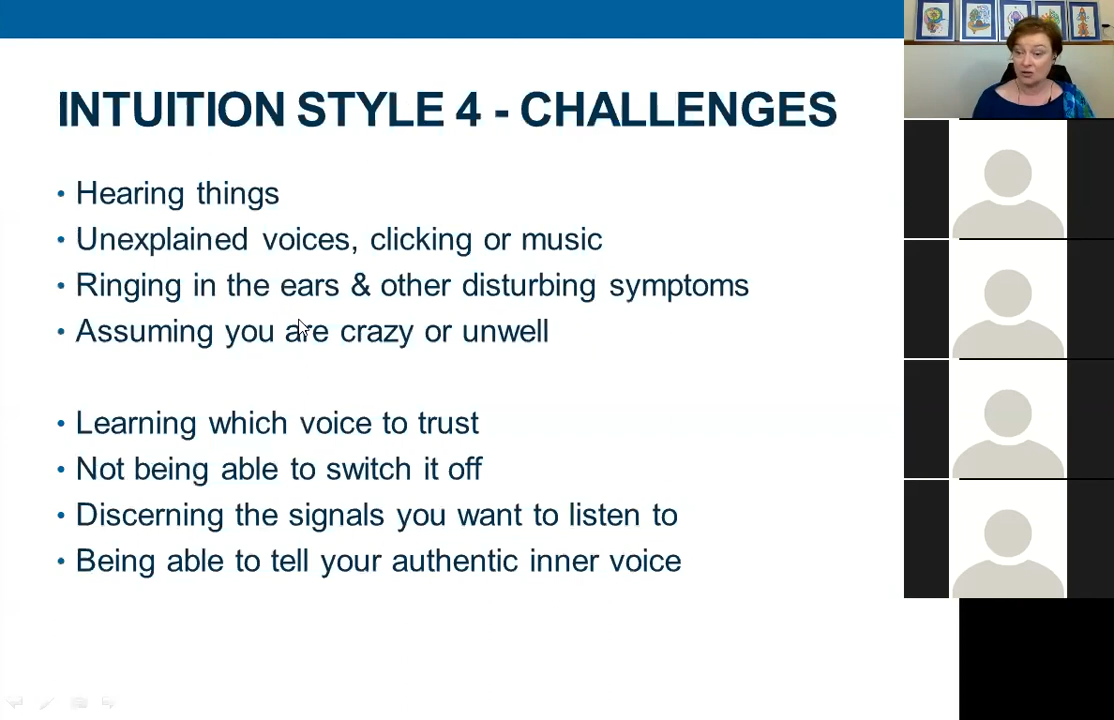 INTUITION STYLE 4 - CHALLENGES
• Hearing things
• Unexplained voices, clicking or music
• Ringing in the ears & other disturbing symptoms
• Assuming you are crazy or unwell
• Learning which voice to trust
• Not being able to switch it off
• Discerning the signals you want to listen to
• Being able to tell your authentic inner voice